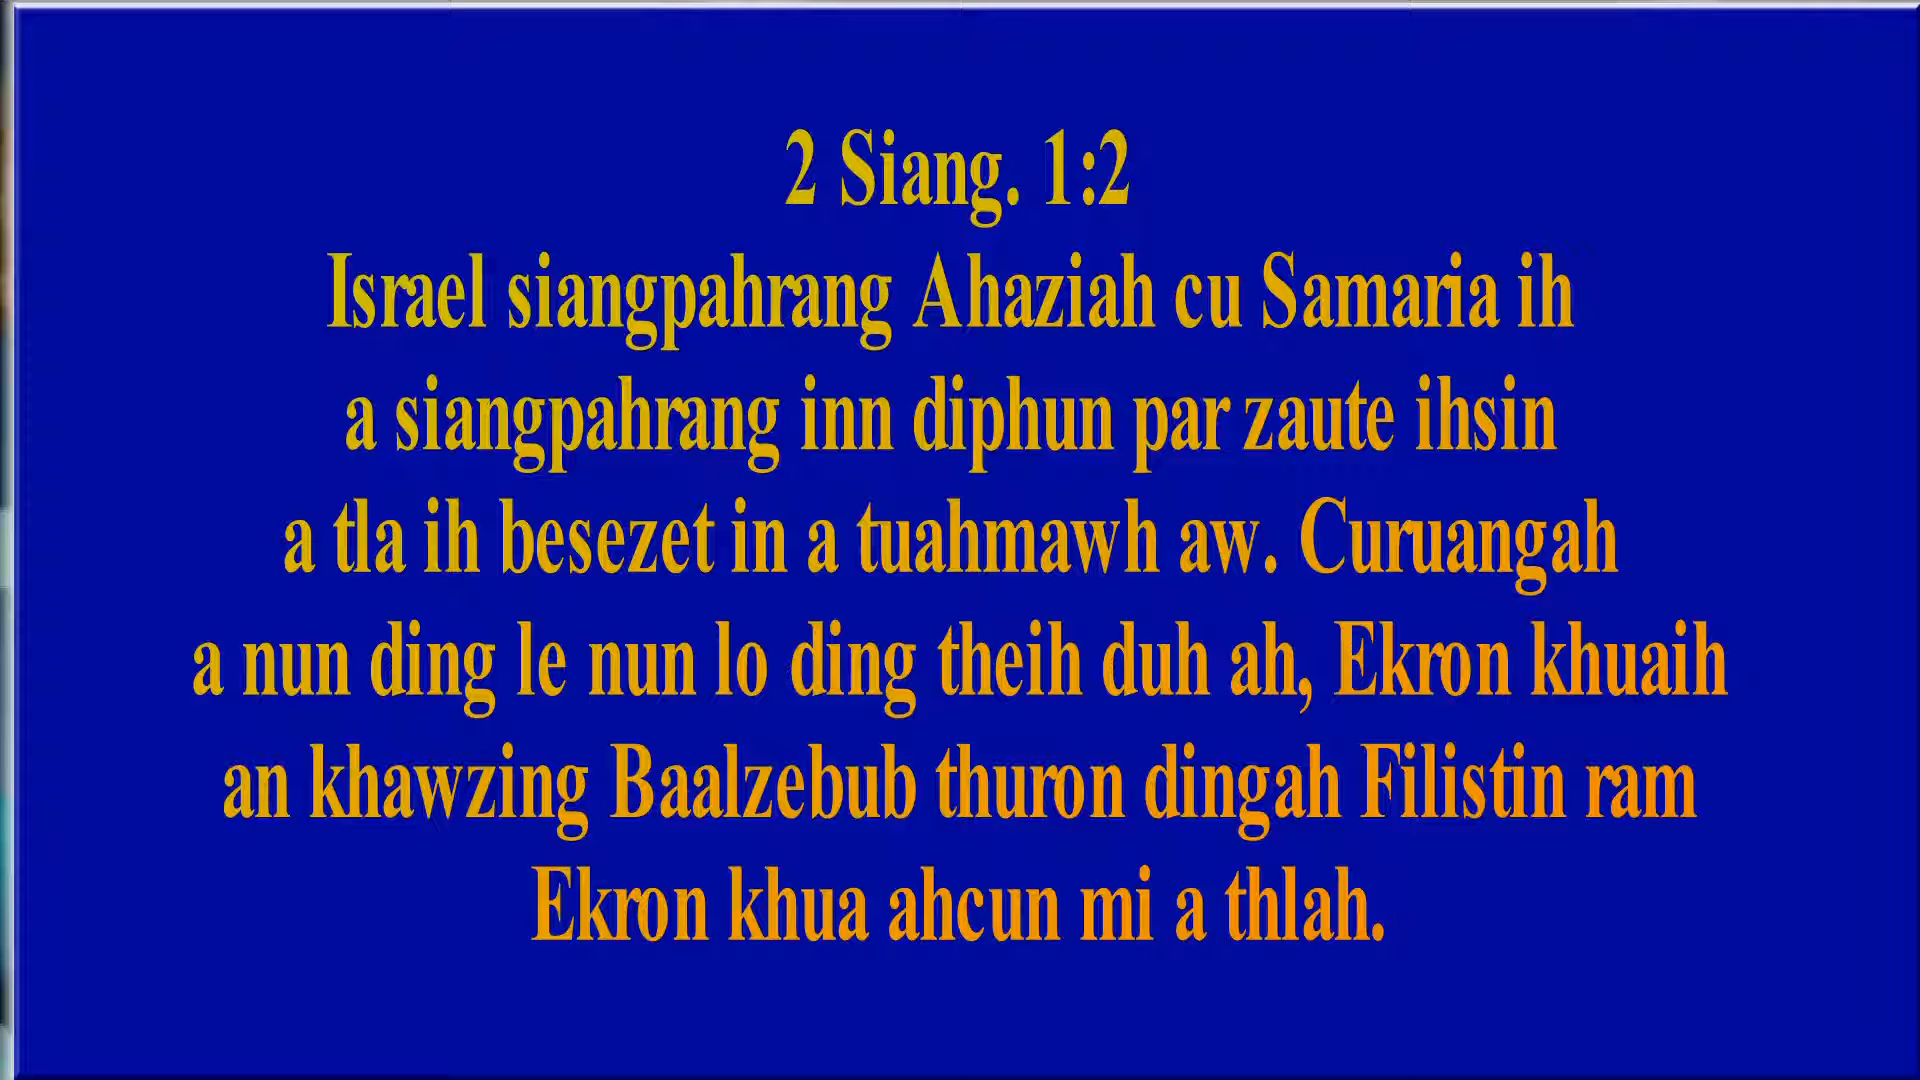 2 Siang. 1:2
Israel siangpahrang Ahaziah cu Samaria ih
a siangpahrang inn diphun par zaute ihsin
a tla ih besezet in a tuahmawh aw. Curuangah
a nun ding le nun lo ding theih duh ah, Ekron khuaih
an khawzing Baalzebub thuron dingah Filistin ram
Ekron khua ahcun mi a thlah.